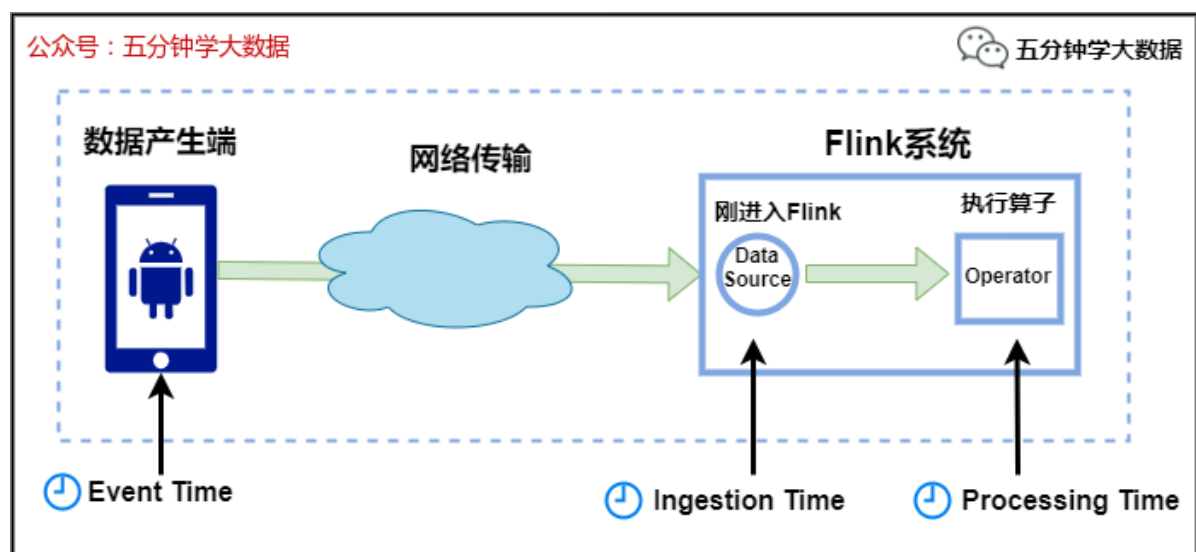 公众号：五分钟学大数据
五分钟学大数据
数据产生端
网络传输
Flink系统
刚进入Flink
执行算子
Data
Source
Operator
Event Time
Ingestion Time
Processing Time